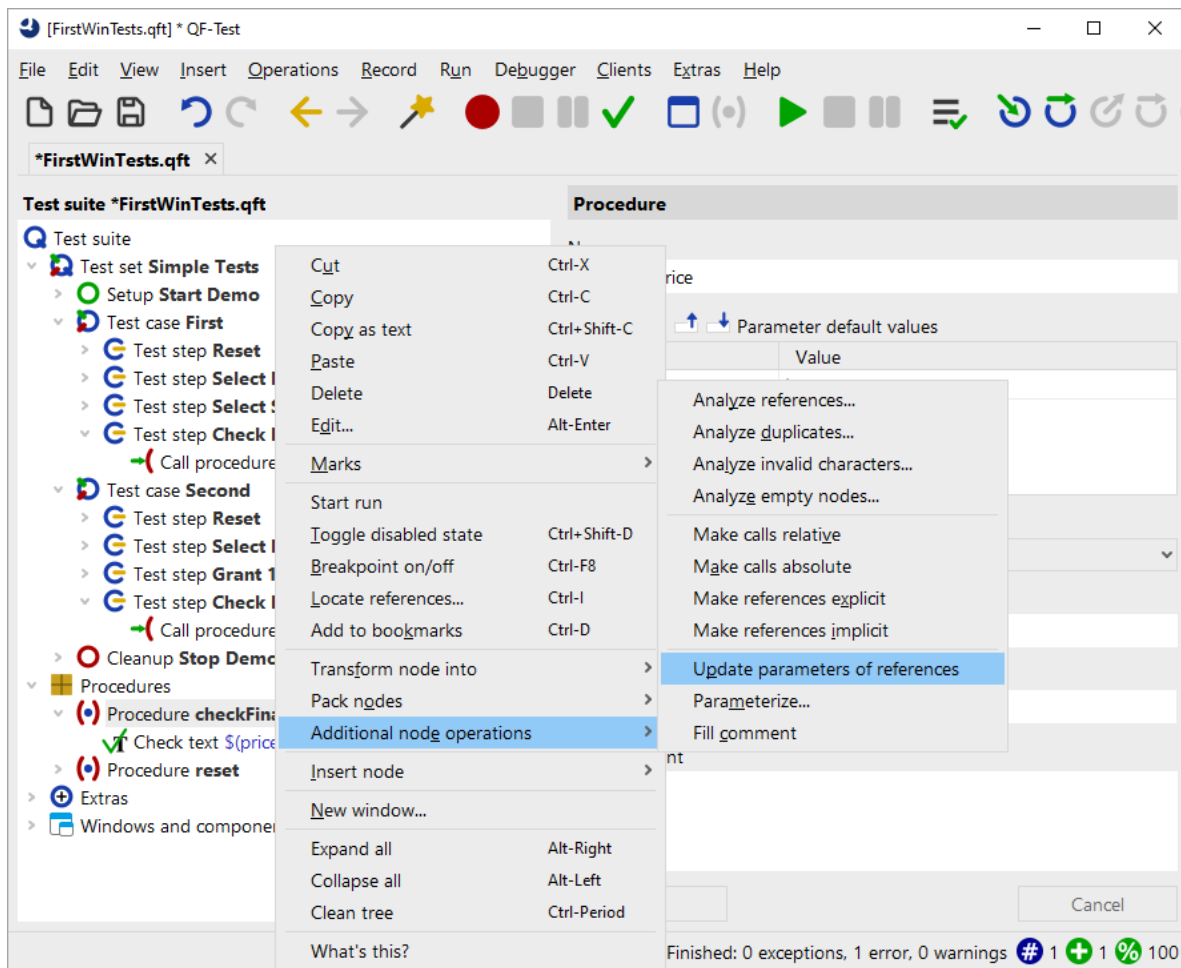 [FirstWinTests.qft] * QF-Test
File Edit View Insert Operations Record Run Debugger Clients Extras Help
*FirstWinTests.qft
Test suite *FirstWinTests.qft
Test suite
Test set Simple Tests
Setup Start Demo
Test case First
Test step Reset
Test step Select
Test step Select
Test step Check
Call procedure
Test case Second
Test step Reset
Test step Select
Test step Grant 1
Test step Check
Call procedure
Cleanup Stop Demo
Procedures
Procedure checkFina
Check text $(price
Procedure reset
Extras
Windows and componen
Cut Ctrl-X
Copy Ctrl-C
Copy as text Ctrl+Shift-C
Paste Ctrl-V
Delete Delete
Edit... Alt-Enter
Marks
Start run
Toggle disabled state Ctrl+Shift-D
Breakpoint on/off Ctrl-F8
Locate references... Ctrl-I
Add to bookmarks Ctrl-D
Transform node into
Pack nodes
Additional node operations
Insert node
New window...
Expand all Alt-Right
Collapse all Alt-Left
Clean tree Ctrl-Period
What's this?
Analyze references...
Analyze duplicates...
Analyze invalid characters...
Analyze empty nodes...
Make calls relative
Make calls absolute
Make references explicit
Make references implicit
Update parameters of references
Parameterize...
Fill comment
Procedure
rice
Parameter default values
Value
nt
Cancel
Finished: 0 exceptions, 1 error, 0 warnings # 1 1 % 100